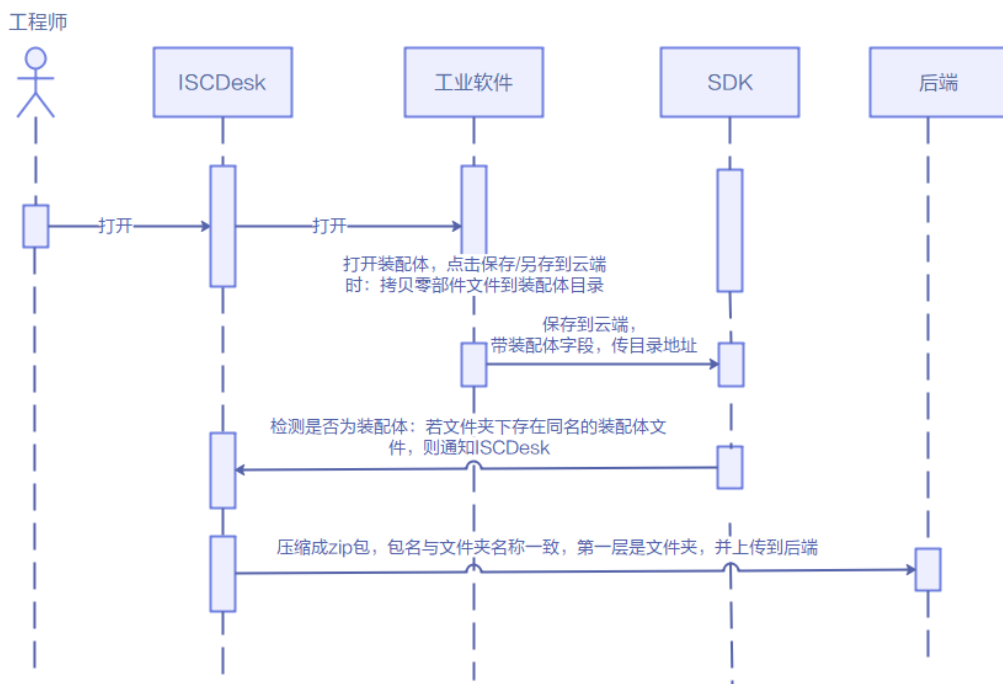 工程师
ISCDesk
工业软件
SDK
后端
打开
打开
打开装配体，点击保存/另存到云端
时：拷贝零部件文件到装配体目录
保存到云端，
带装配体字段，传目录地址
检测是否为装配体：若文件夹下存在同名的装配体文
件，则通知ISCDesk
压缩成zip包，包名与文件夹名称一致，第一层是文件夹，并上传到后端